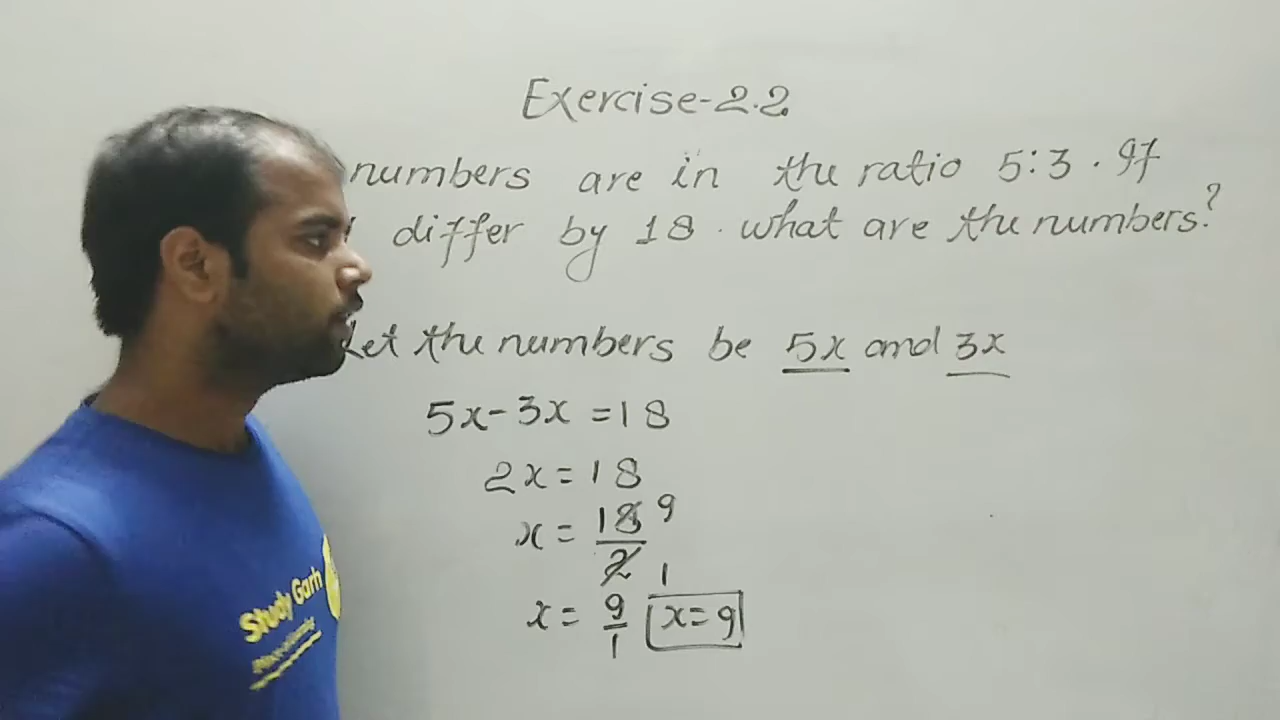 Exercise-2.2
numbers are in the ratio 5:3. If
differ by 18. what are the numbers?
Let the numbers be 5x and 3x
5x-3x=18
2x=18
x=18/2 9 1
x=9/1 x=9
Study Garh